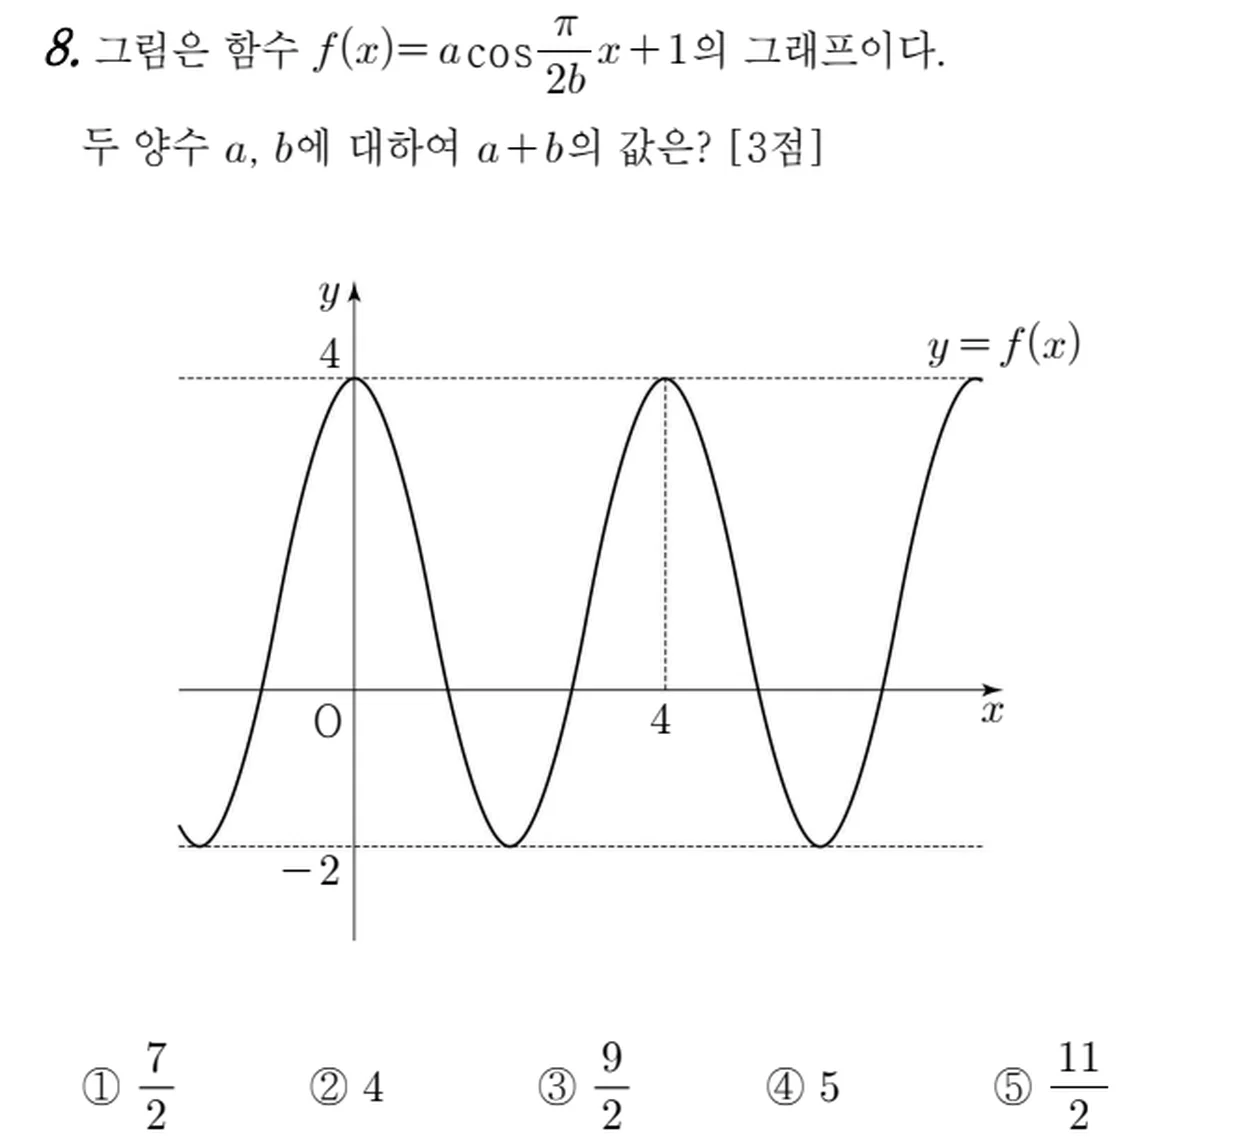 8. 그림은 함수 f(x)=a cos π/2b x+1의 그래프이다.
두 양수 a, b에 대하여 a+b의 값은? [3점]
y
4
y=f(x)
O
4
x
-2
① 7/2 ② 4 ③ 9/2 ④ 5 ⑤ 11/2